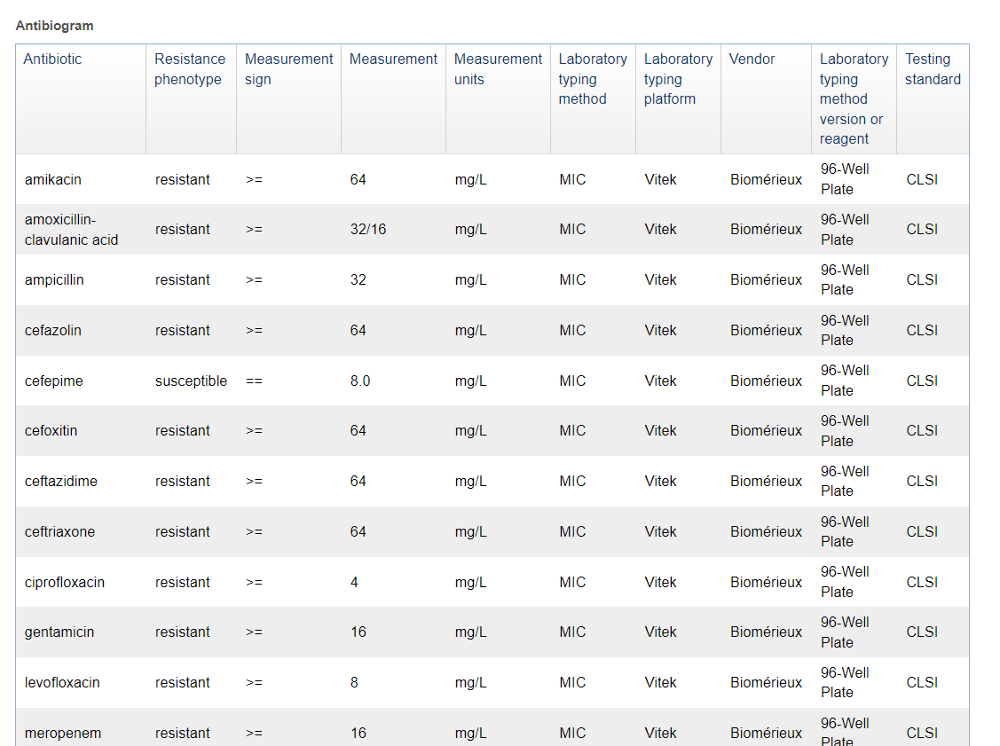 Antibiogram
Antibiotic Resistance phenotype Measurement sign Measurement Measurement units Laboratory typing method Laboratory typing platform Vendor Laboratory typing method version or reagent Testing standard
amikacin resistant >= 64 mg/L MIC Vitek Biomérieux 96-Well Plate CLSI
amoxicillin-clavulanic acid resistant >= 32/16 mg/L MIC Vitek Biomérieux 96-Well Plate CLSI
ampicillin resistant >= 32 mg/L MIC Vitek Biomérieux 96-Well Plate CLSI
cefazolin resistant >= 64 mg/L MIC Vitek Biomérieux 96-Well Plate CLSI
cefepime susceptible == 8.0 mg/L MIC Vitek Biomérieux 96-Well Plate CLSI
cefoxitin resistant >= 64 mg/L MIC Vitek Biomérieux 96-Well Plate CLSI
ceftazidime resistant >= 64 mg/L MIC Vitek Biomérieux 96-Well Plate CLSI
ceftriaxone resistant >= 64 mg/L MIC Vitek Biomérieux 96-Well Plate CLSI
ciprofloxacin resistant >= 4 mg/L MIC Vitek Biomérieux 96-Well Plate CLSI
gentamicin resistant >= 16 mg/L MIC Vitek Biomérieux 96-Well Plate CLSI
levofloxacin resistant >= 8 mg/L MIC Vitek Biomérieux 96-Well Plate CLSI
meropenem resistant >= 16 mg/L MIC Vitek Biomérieux 96-Well Plate CLSI